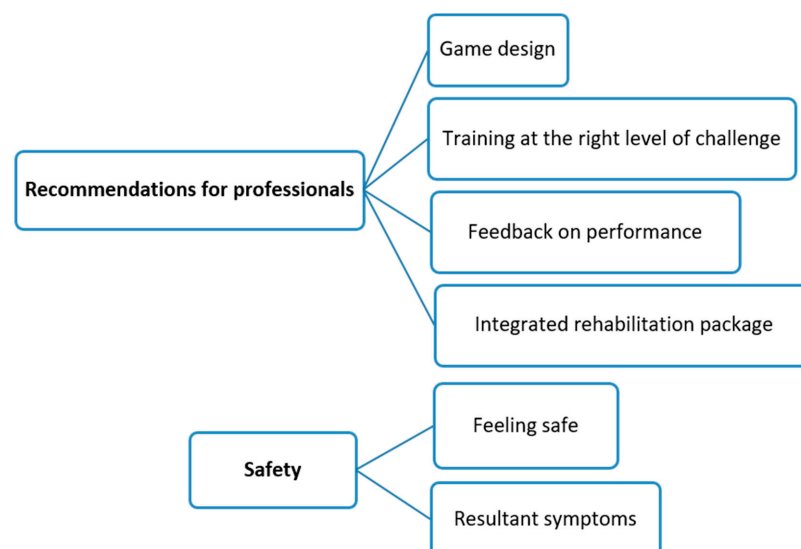 Game design
Training at the right level of challenge
Recommendations for professionals
Feedback on performance
Integrated rehabilitation package
Feeling safe
Safety
Resultant symptoms